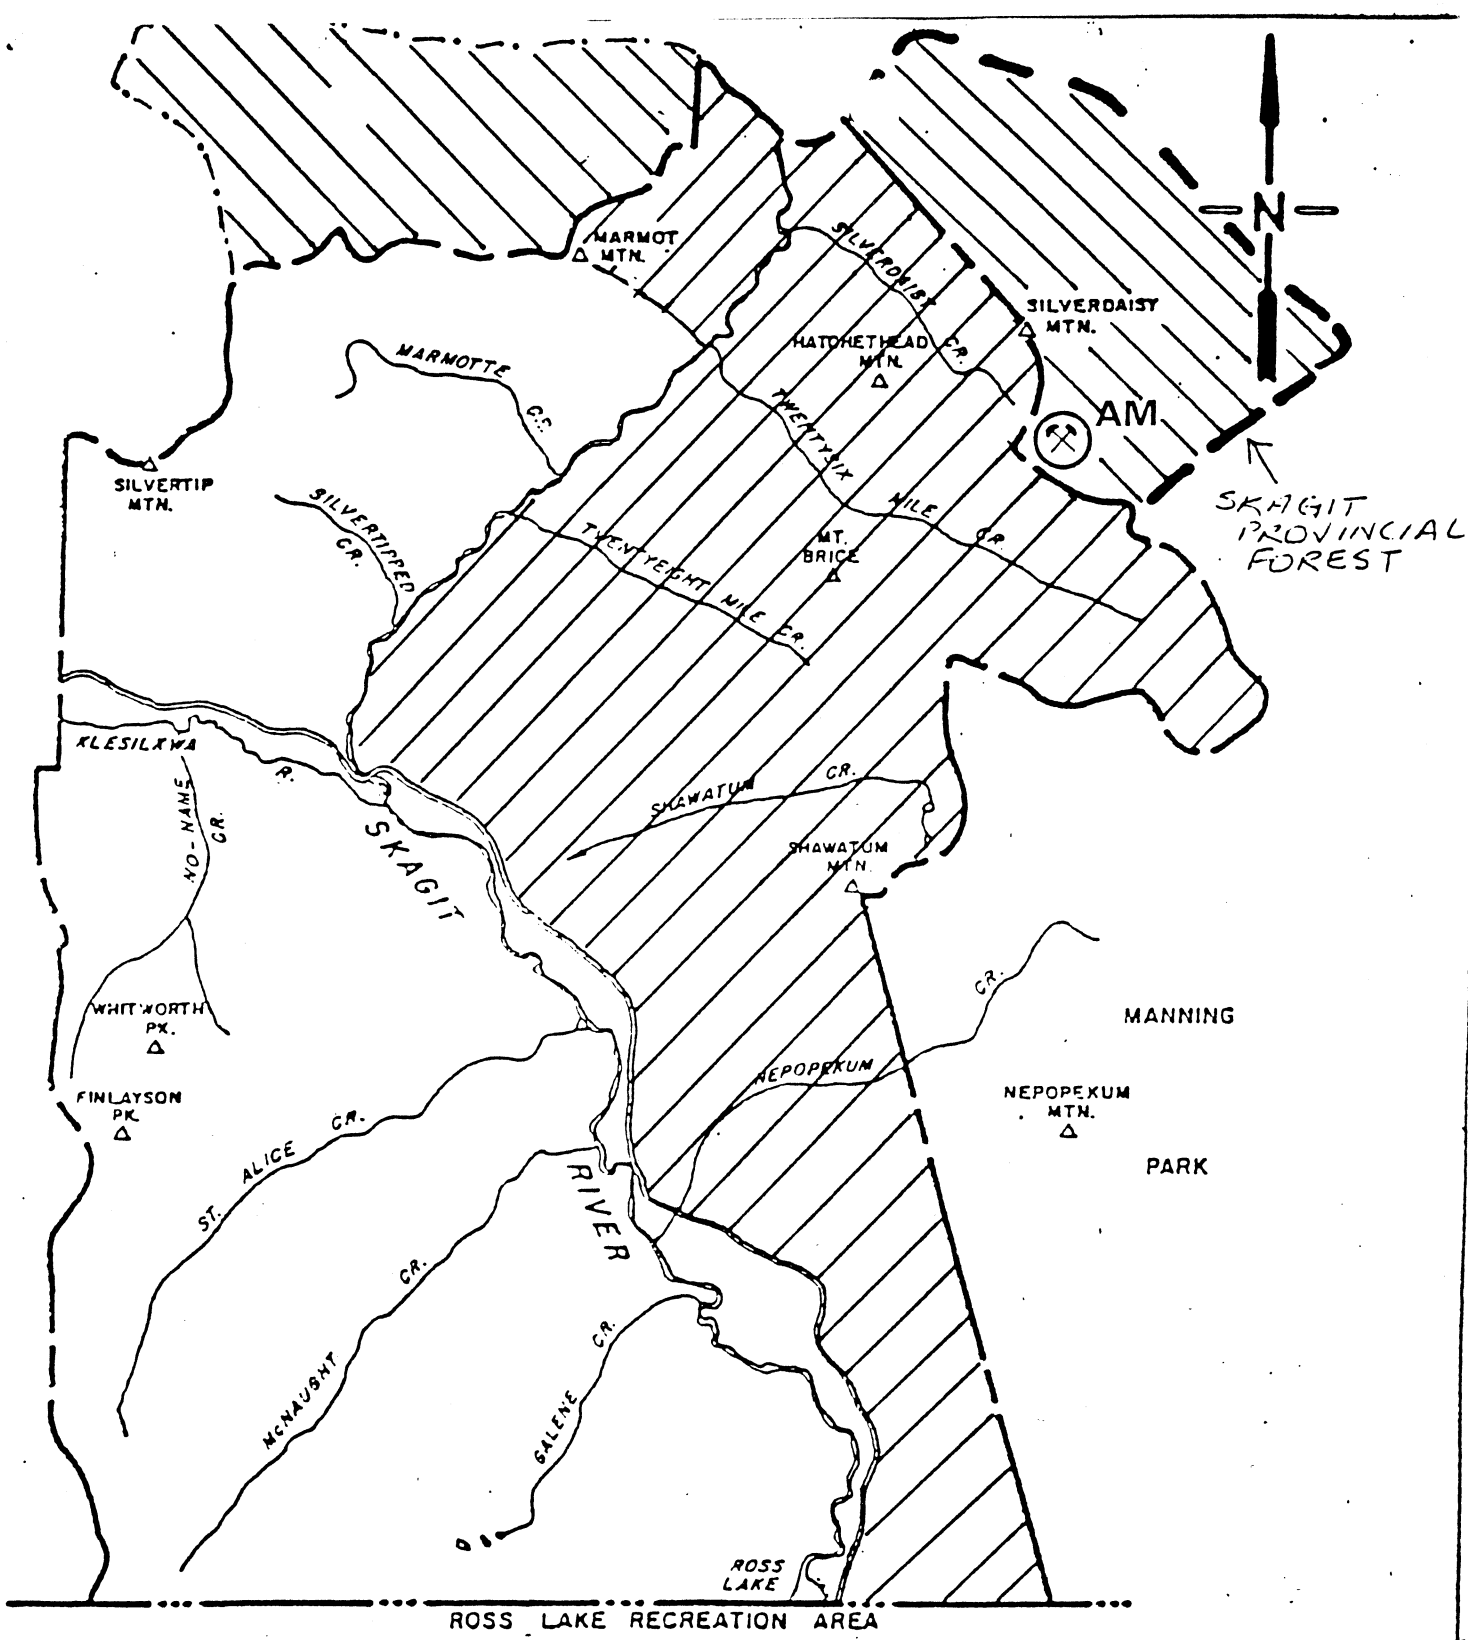 N
MARMOT
MTN.
SILVERDAISY
CR.
SILVERDAISY
MTN.
HATCHETHEAD
MTN.
MARMOTTE
CR.
TWENTYSIX
MILE
CR.
AM
SILVERTIP
MTN.
SILVERTIPPED
CR.
SKAGIT
PROVINCIAL
FOREST
TWENTYEIGHT MILE CR.
MT.
BRICE
KLESILKWA
R.
NO-NAME
CR.
SKAGIT
SHAWATUM
CR.
SHAWATUM
MTN.
WHITWORTH
PK.
NEPOPEKUM
CR.
MANNING
FINLAYSON
PK.
NEPOPEKUM
MTN.
ST. ALICE CR.
PARK
RIVER
MCNAUGHT
CR.
GALENE
CR.
ROSS
LAKE
ROSS LAKE RECREATION AREA